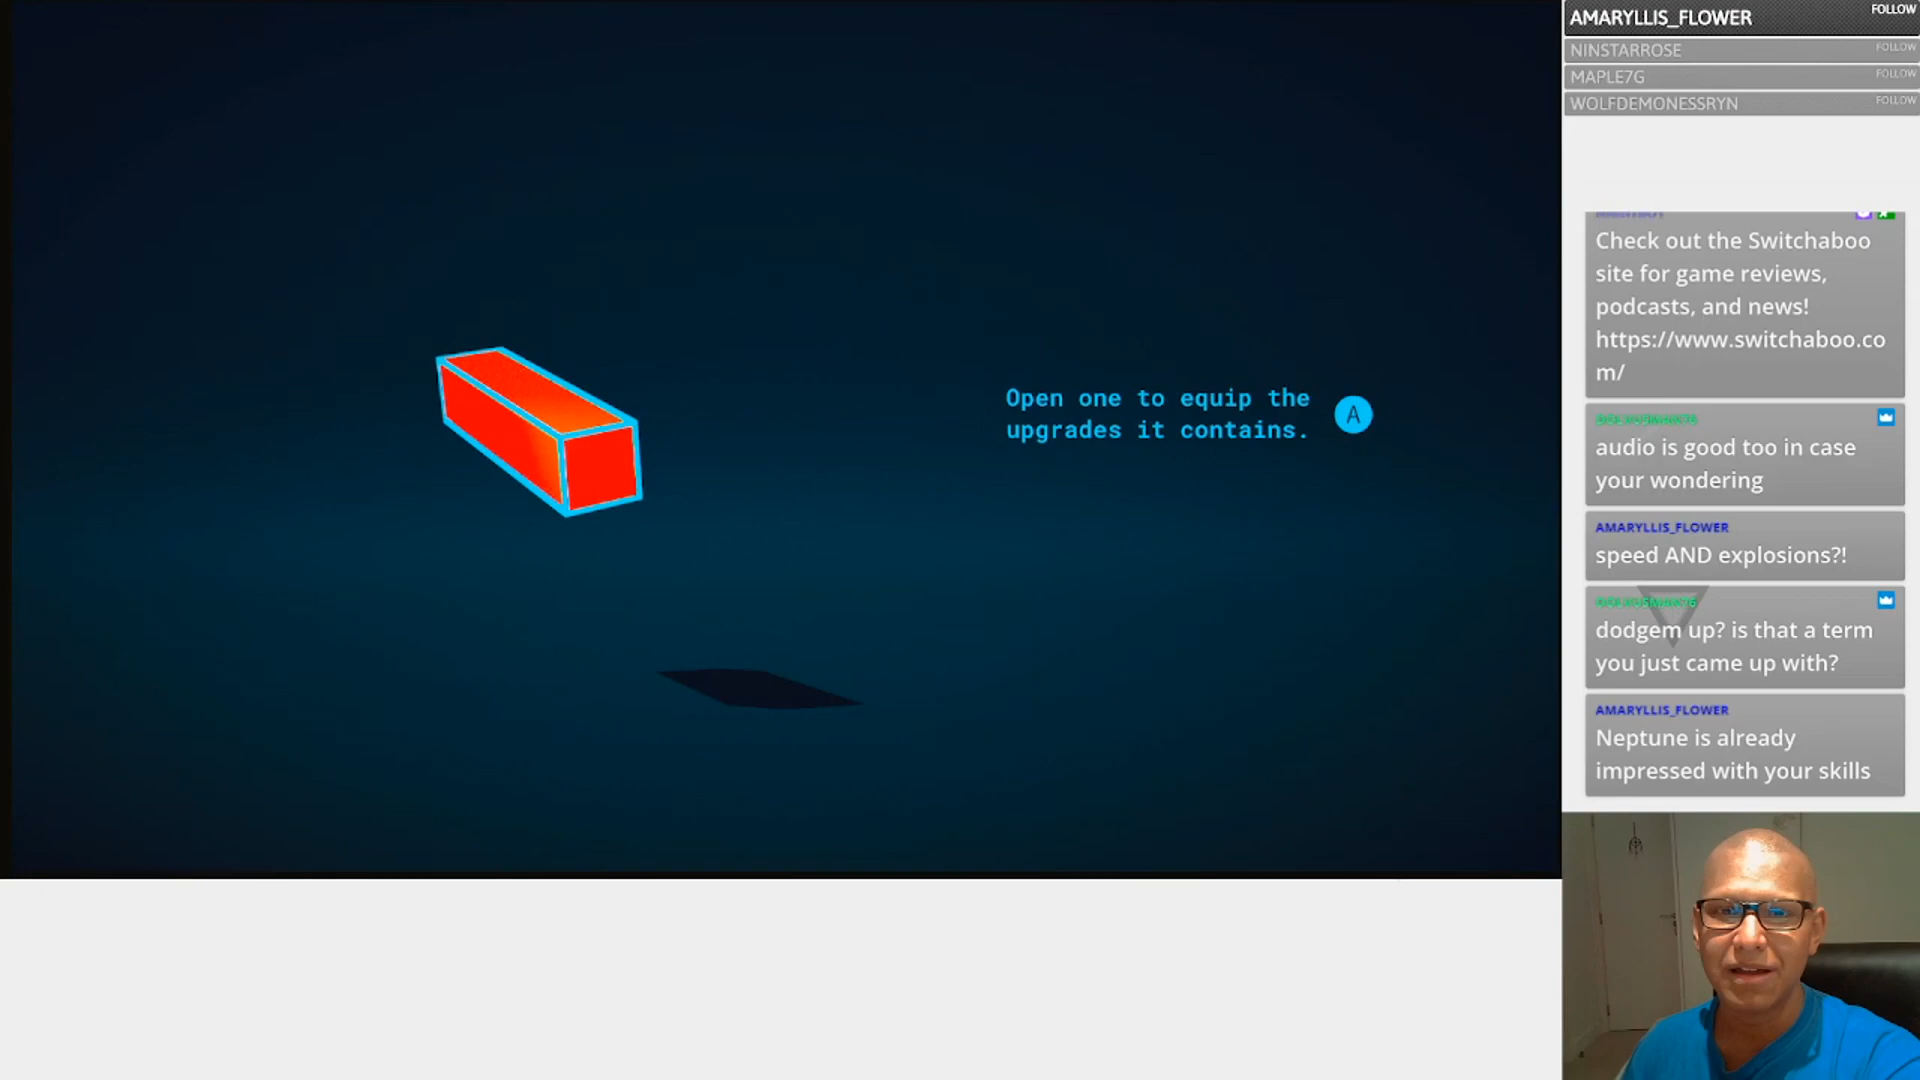 AMARYLLIS_FLOWER
FOLLOW
NINSTARROSE
FOLLOW
MAPLE7G
FOLLOW
WOLFDEMONESSRYN
FOLLOW
Open one to equip the
upgrades it contains.
A
Check out the Switchaboo
site for game reviews,
podcasts, and news!
https://www.switchaboo.co
m/
audio is good too in case
your wondering
AMARYLLIS_FLOWER
speed AND explosions?!
dodgem up? is that a term
you just came up with?
AMARYLLIS_FLOWER
Neptune is already
impressed with your skills